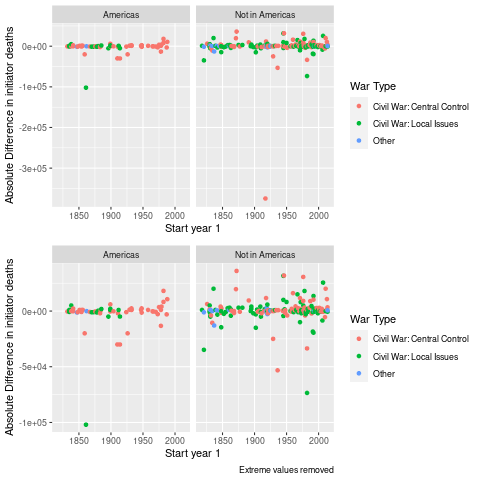 Americas
Not in Americas
0e+00
-1e+05
-2e+05
-3e+05
Absolute Difference in initiator deaths
1850
1900
1950
2000
1850
1900
1950
2000
Start year 1
War Type
Civil War: Central Control
Civil War: Local Issues
Other
Americas
Not in Americas
0e+00
-5e+04
-1e+05
Absolute Difference in initiator deaths
1850
1900
1950
2000
1850
1900
1950
2000
Start year 1
War Type
Civil War: Central Control
Civil War: Local Issues
Other
Extreme values removed